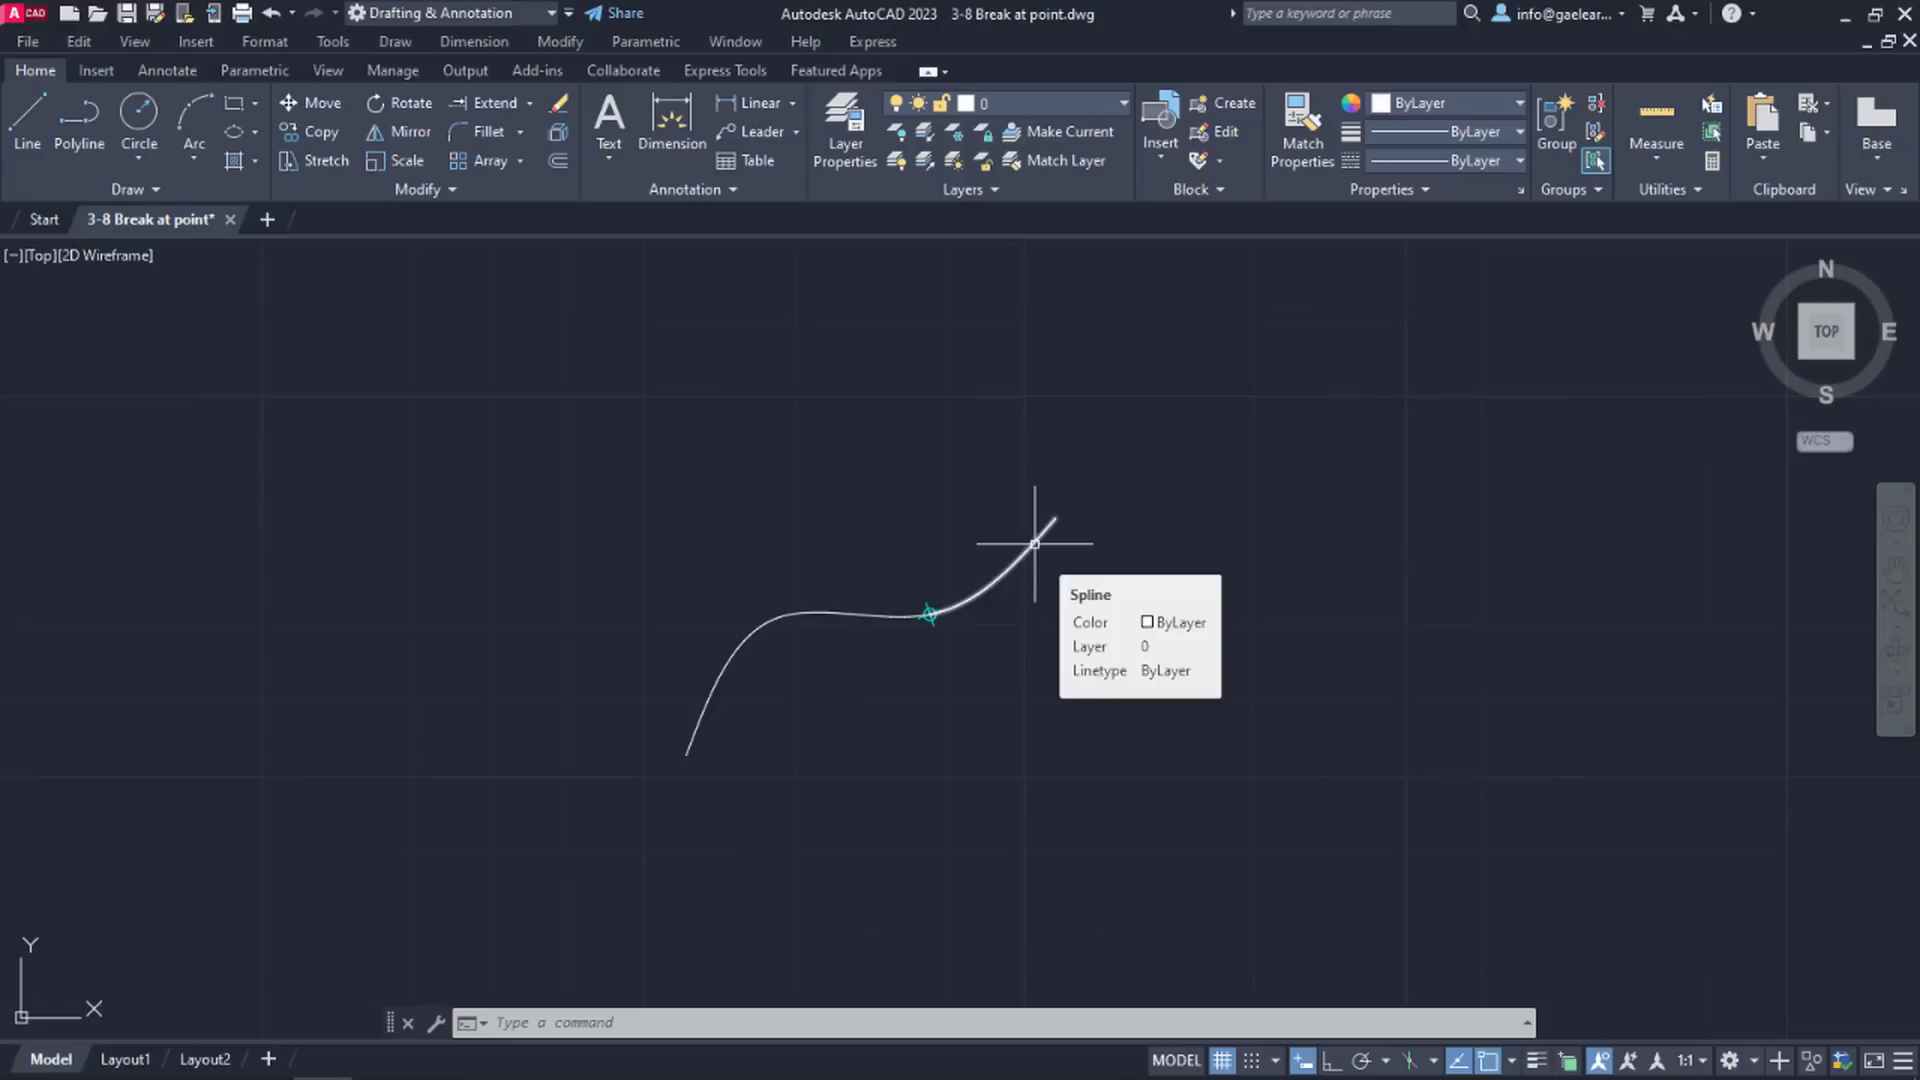 CAD
Drafting & Annotation
Share
Autodesk AutoCAD 2023 3-8 Break at point.dwg
Type a keyword or phrase
info@gaelear...
File Edit View Insert Format Tools Draw Dimension Modify Parametric Window Help Express
Home Insert Annotate Parametric View Manage Output Add-ins Collaborate Express Tools Featured Apps
Line
Polyline
Circle
Arc
Draw
Move Rotate Extend
Copy Mirror Fillet
Stretch Scale Array
Modify
Text
Dimension
Linear
Leader
Table
Annotation
Layer
Properties
0
Make Current
Match Layer
Layers
Insert
Create
Edit
Block
Match
Properties
ByLayer
ByLayer
ByLayer
Properties
Group
Groups
Measure
Utilities
Paste
Clipboard
Base
View
Start 3-8 Break at point*
[−][Top][2D Wireframe]
N
W TOP E
S
WCS
Spline
Color ByLayer
Layer 0
Linetype ByLayer
Y
X
Type a command
Model Layout1 Layout2
MODEL
1:1